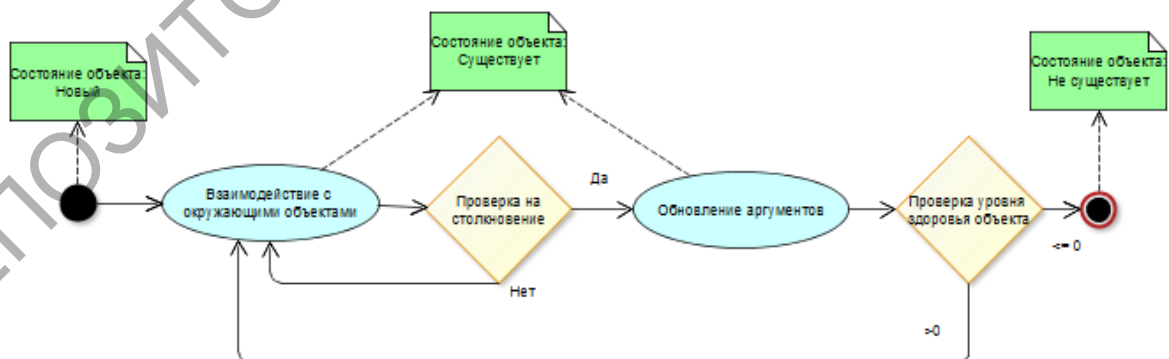 Состояние объекта:
Новый
Состояние объекта:
Существует
Состояние объекта:
Не существует
Взаимодействие с
окружающими объектами
Проверка на
столкновение
Да
Обновление аргументов
Проверка уровня
здоровья объекта
<= 0
Нет
>0